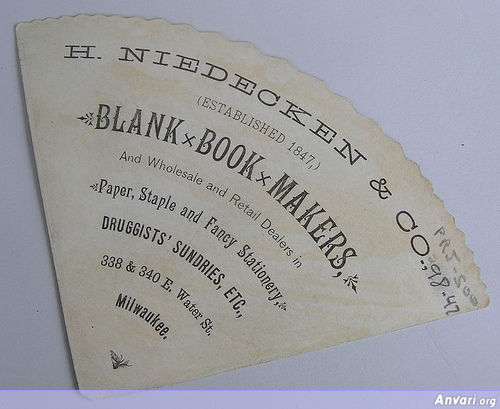 H. NIEDECKEN & CO.,
(ESTABLISHED 1847,)
BLANK x BOOK x MAKERS,
And Wholesale and Retail Dealers in
Paper, Staple and Fancy Stationery,
DRUGGISTS' SUNDRIES, ETC.,
338 & 340 E. Water St.
Milwaukee.
Anvari.org